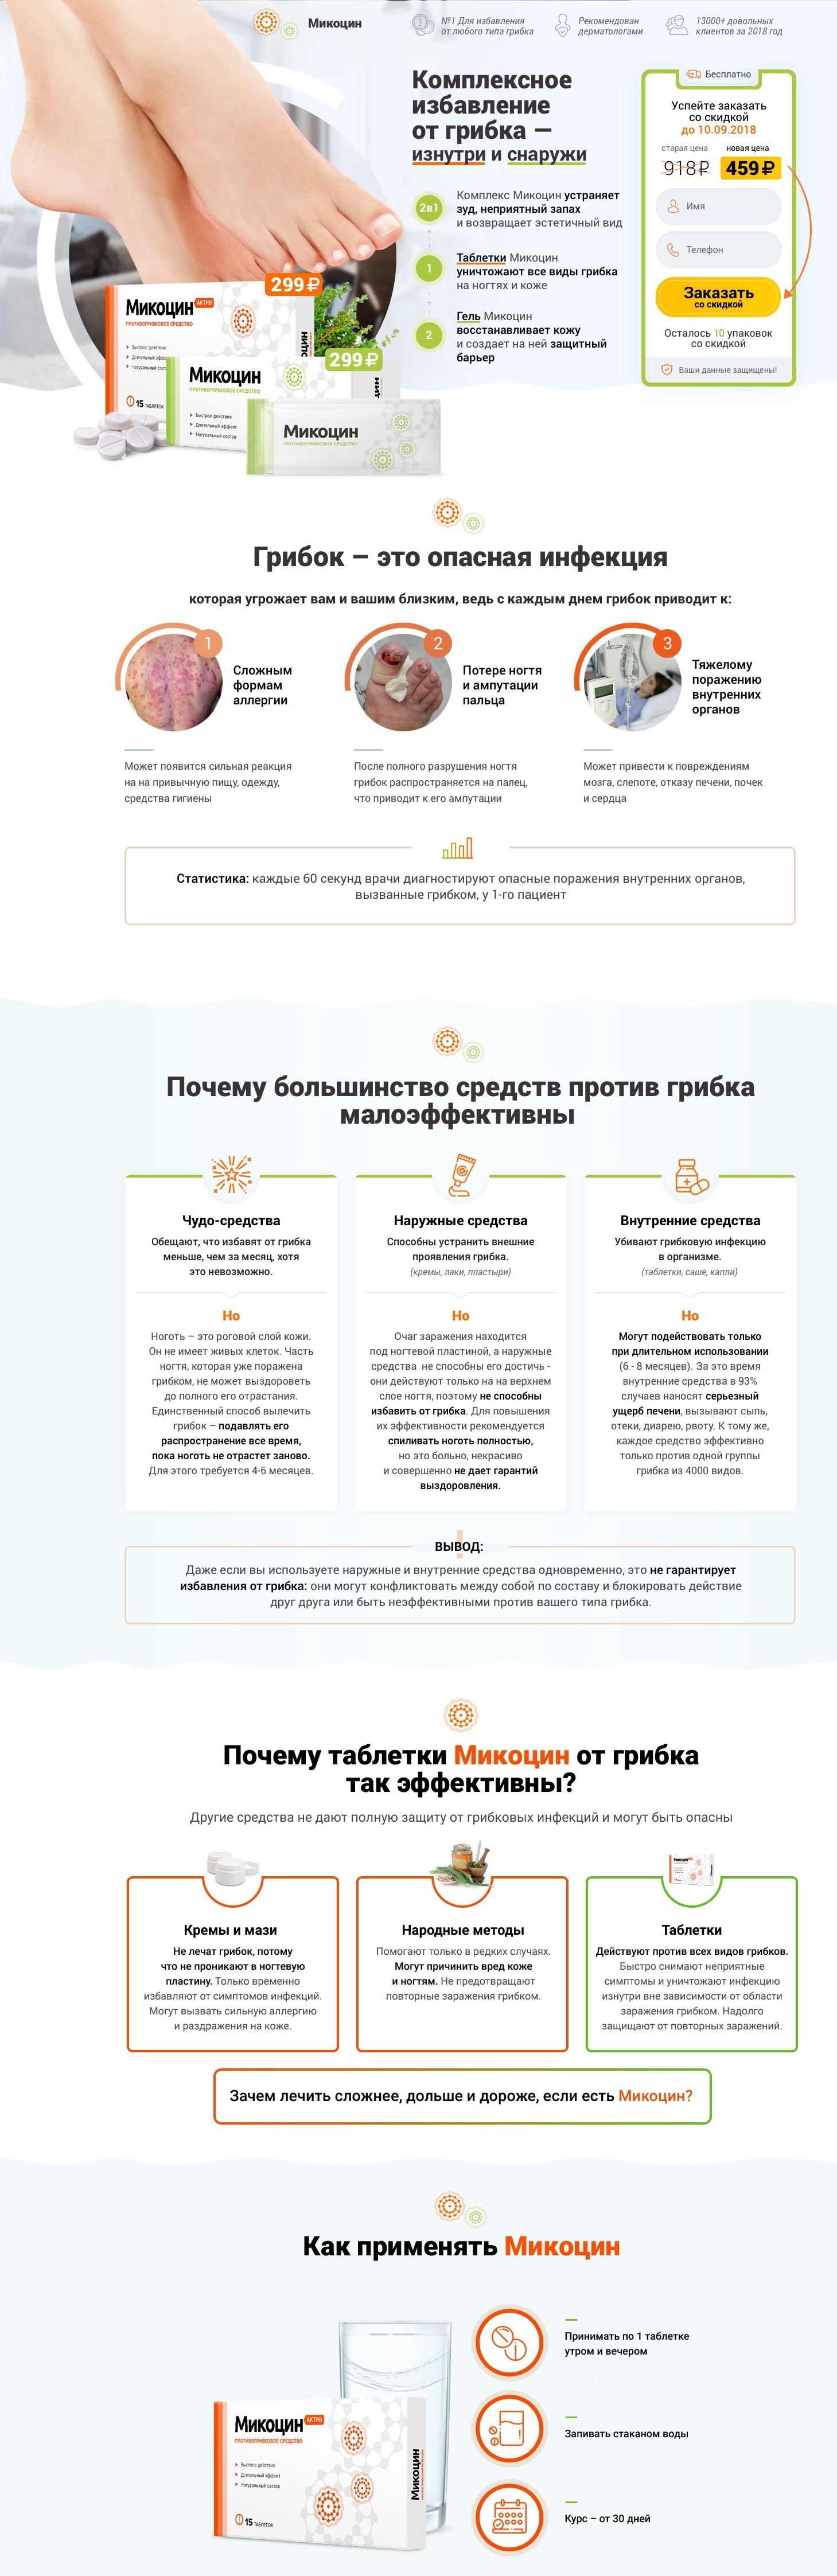 Микоцин
№1 Для избавления
от любого типа грибка
Рекомендован
дерматологами
13000+ довольных
клиентов за 2018 год
Комплексное
избавление
от грибка —
изнутри и снаружи
2в1
Комплекс Микоцин устраняет
зуд, неприятный запах
и возвращает эстетичный вид
1
Таблетки Микоцин
уничтожают все виды грибка
на ногтях и коже
2
Гель Микоцин
восстанавливает кожу
и создает на ней защитный
барьер
Бесплатно
Успейте заказать
со скидкой
до 10.09.2018
старая цена
новая цена
918₽
459₽
Имя
Телефон
Заказать
со скидкой
Осталось 10 упаковок
со скидкой
Ваши данные защищены!
299₽
Микоцин АКТИВ
ПРОТИВОГРИБКОВОЕ СРЕДСТВО
Быстрое действие
15 ТАБЛЕТОК
299₽
Микоцин
ПРОТИВОГРИБКОВОЕ СРЕДСТВО
Быстрое действие
Длительный эффект
Натуральный состав
Микоцин
ПРОТИВОГРИБКОВОЕ СРЕДСТВО
Грибок – это опасная инфекция
которая угрожает вам и вашим близким, ведь с каждым днем грибок приводит к:
1
Сложным
формам
аллергии
Может появится сильная реакция
на на привычную пищу, одежду,
средства гигиены
2
Потере ногтя
и ампутации
пальца
После полного разрушения ногтя
грибок распространяется на палец,
что приводит к его ампутации
3
Тяжелому
поражению
внутренних
органов
Может привести к повреждениям
мозга, слепоте, отказу печени, почек
и сердца
Статистика: каждые 60 секунд врачи диагностируют опасные поражения внутренних органов,
вызванные грибком, у 1-го пациент
Почему большинство средств против грибка
малоэффективны
Чудо-средства
Обещают, что избавят от грибка
меньше, чем за месяц, хотя
это невозможно.
Но
Ноготь – это роговой слой кожи.
Он не имеет живых клеток. Часть
ногтя, которая уже поражена
грибком, не может выздороветь
до полного его отрастания.
Единственный способ вылечить
грибок – подавлять его
распространение все время,
пока ноготь не отрастет заново.
Для этого требуется 4-6 месяцев.
Наружные средства
Способны устранить внешние
проявления грибка.
(кремы, лаки, пластыри)
Но
Очаг заражения находится
под ногтевой пластиной, а наружные
средства не способны его достичь -
они действуют только на на верхнем
слое ногтя, поэтому не способны
избавить от грибка. Для повышения
их эффективности рекомендуется
спиливать ноготь полностью,
но это больно, некрасиво
и совершенно не дает гарантий
выздоровления.
Внутренние средства
Убивают грибковую инфекцию
в организме.
(таблетки, саше, капли)
Но
Могут подействовать только
при длительном использовании
(6 - 8 месяцев). За это время
внутренние средства в 93%
случаев наносят серьезный
ущерб печени, вызывают сыпь,
отеки, диарею, рвоту. К тому же,
каждое средство эффективно
только против одной группы
грибка из 4000 видов.
ВЫВОД:
Даже если вы используете наружные и внутренние средства одновременно, это не гарантирует
избавления от грибка: они могут конфликтовать между собой по составу и блокировать действие
друг друга или быть неэффективными против вашего типа грибка.
Почему таблетки Микоцин от грибка
так эффективны?
Другие средства не дают полную защиту от грибковых инфекций и могут быть опасны
Кремы и мази
Не лечат грибок, потому
что не проникают в ногтевую
пластину. Только временно
избавляют от симптомов инфекций.
Могут вызвать сильную аллергию
и раздражения на коже.
Народные методы
Помогают только в редких случаях.
Могут причинить вред коже
и ногтям. Не предотвращают
повторные заражения грибком.
Таблетки
Действуют против всех видов грибков.
Быстро снимают неприятные
симптомы и уничтожают инфекцию
изнутри вне зависимости от области
заражения грибком. Надолго
защищают от повторных заражений.
Зачем лечить сложнее, дольше и дороже, если есть Микоцин?
Как применять Микоцин
Микоцин АКТИВ
ПРОТИВОГРИБКОВОЕ СРЕДСТВО
Быстрое действие
Длительный эффект
Натуральный состав
15 ТАБЛЕТОК
Микоцин
Принимать по 1 таблетке
утром и вечером
Запивать стаканом воды
Курс – от 30 дней